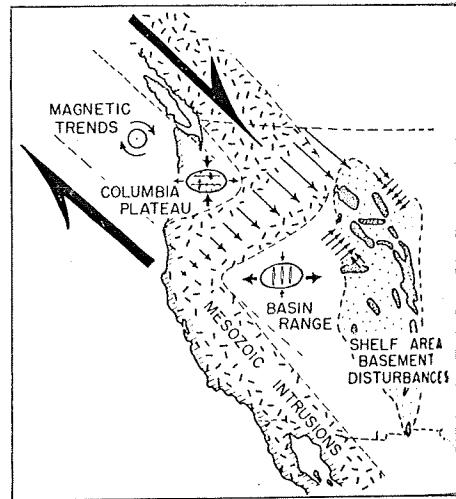 MAGNETIC
TRENDS
COLUMBIA
PLATEAU
BASIN
RANGE
MESOZOIC
INTRUSIONS
SHELF AREA
BASEMENT
DISTURBANCES